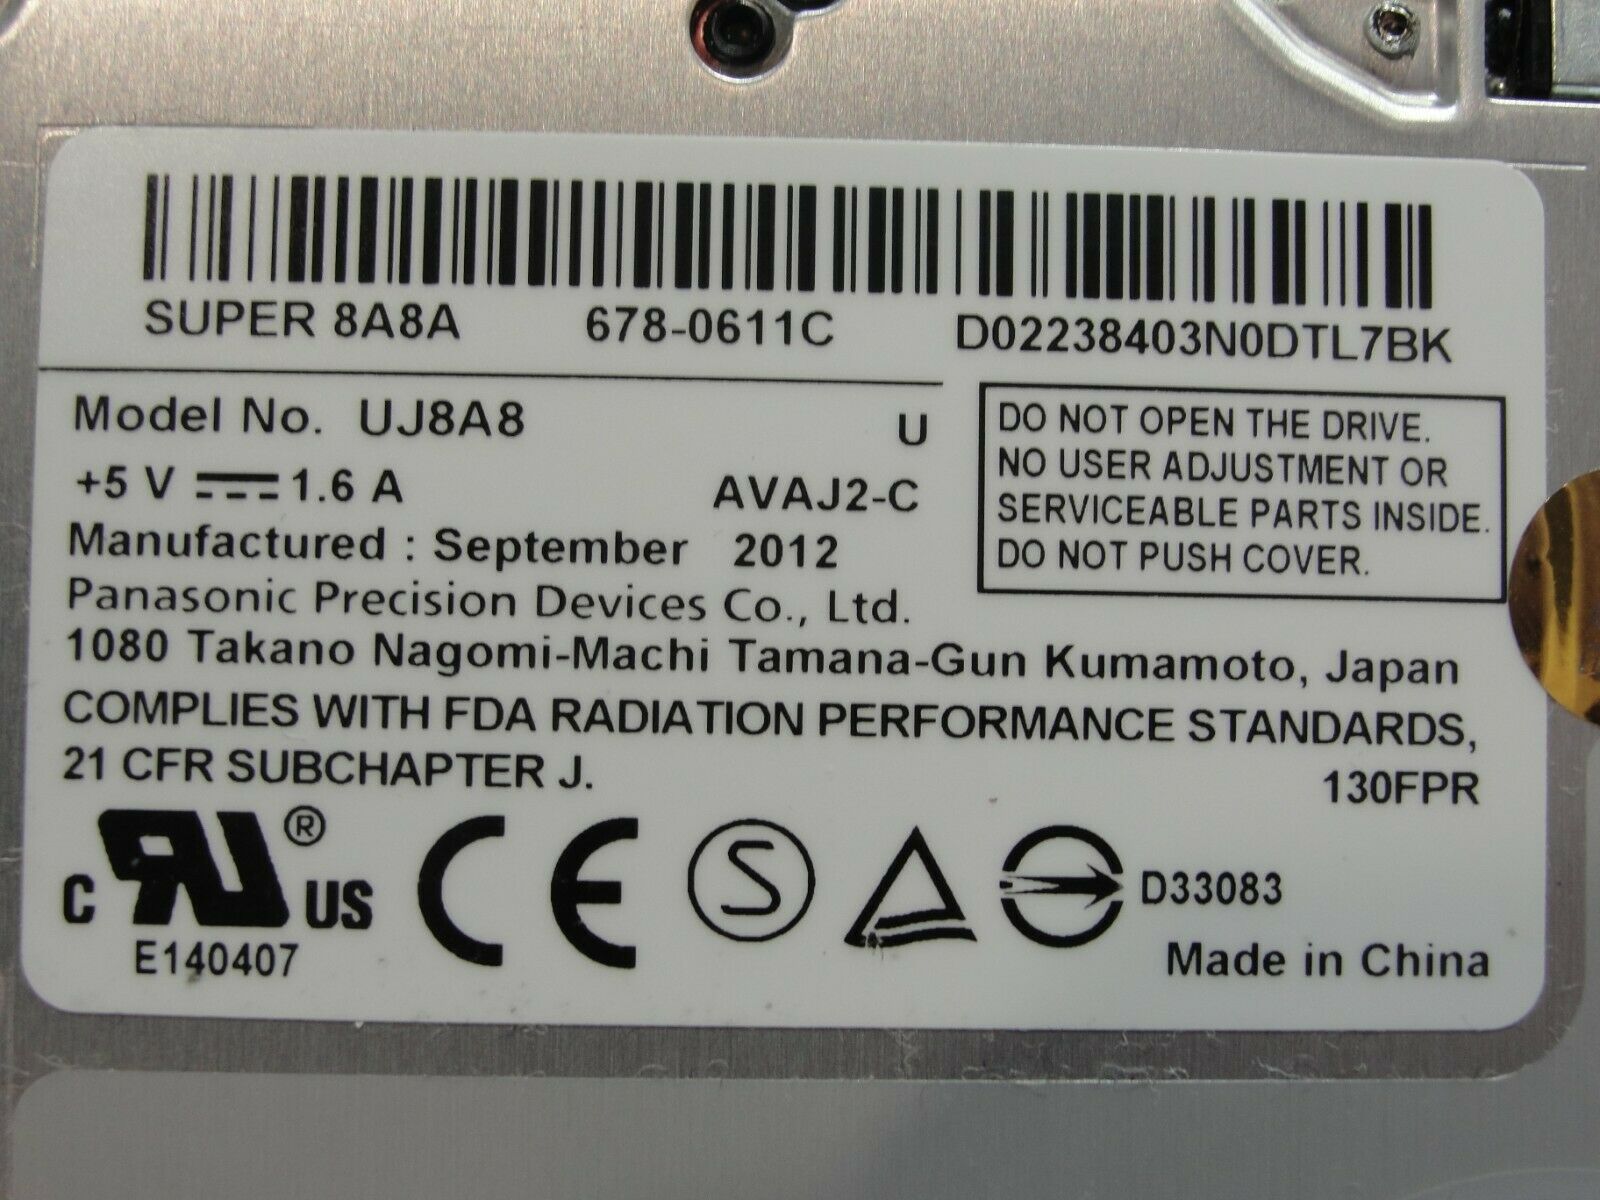 SUPER 8A8A 678-0611C D02238403N0DTL7BK
Model No. UJ8A8 U
+5 V 1.6 A AVAJ2-C
Manufactured : September 2012
Panasonic Precision Devices Co., Ltd.
DO NOT OPEN THE DRIVE.
NO USER ADJUSTMENT OR
SERVICEABLE PARTS INSIDE.
DO NOT PUSH COVER.
1080 Takano Nagomi-Machi Tamana-Gun Kumamoto, Japan
COMPLIES WITH FDA RADIATION PERFORMANCE STANDARDS,
21 CFR SUBCHAPTER J.
130FPR
C RU® US
E140407
CE
S
D33083
Made in China